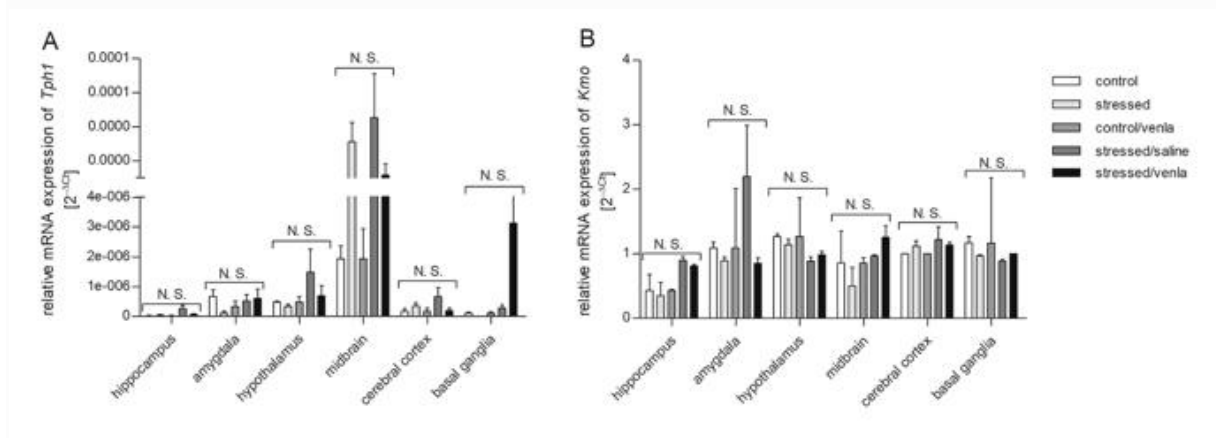 A
relative mRNA expression of Tph1
[2⁻ΔCt]
0.0001
0.0001
0.0000
0.0000
4e-006
3e-006
2e-006
1e-006
0
N. S.
N. S.
N. S.
N. S.
N. S.
N. S.
hippocampus
amygdala
hypothalamus
midbrain
cerebral cortex
basal ganglia
B
relative mRNA expression of Kmo
[2⁻ΔCt]
4
3
2
1
0
N. S.
N. S.
N. S.
N. S.
N. S.
N. S.
hippocampus
amygdala
hypothalamus
midbrain
cerebral cortex
basal ganglia
control
stressed
control/venla
stressed/saline
stressed/venla